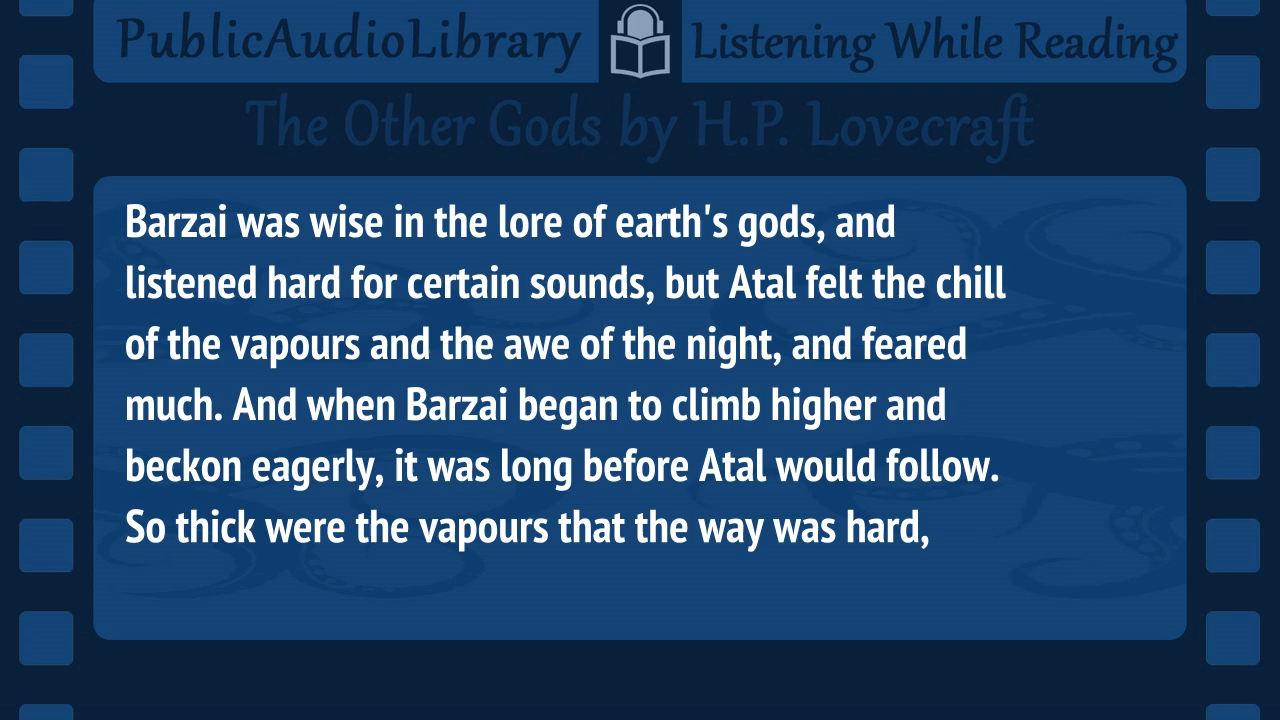 PublicAudioLibrary Listening While Reading
The Other Gods by H.P. Lovecraft
Barzai was wise in the lore of earth's gods, and
listened hard for certain sounds, but Atal felt the chill
of the vapours and the awe of the night, and feared
much. And when Barzai began to climb higher and
beckon eagerly, it was long before Atal would follow.
So thick were the vapours that the way was hard,